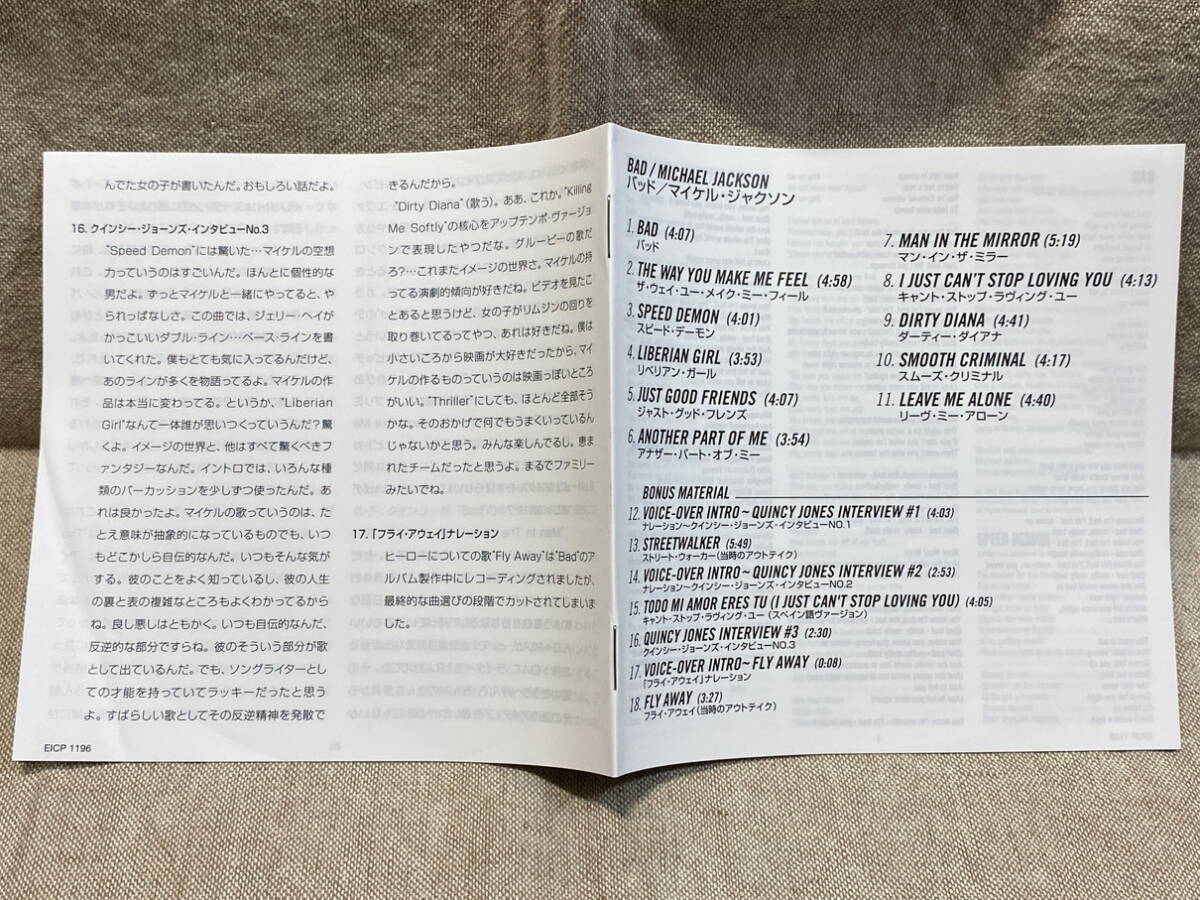 んでた女の子が書いたんだ。おもしろい話だよ。
16. クインシー・ジョーンズ・インタビューNo.3
"Speed Demon"には驚いた…マイケルの空想
力っていうのはすごいんだ。ほんとに個性的な
男だよ。ずっとマイケルと一緒にやってると、や
られっぱなしさ。この曲では、ジェリー・ヘイが
かっこいいダブル・ライン…ベース・ラインを書
いてくれた。僕もとても気に入ってるんだけど、
あのラインが多くを物語ってるよ。マイケルの作
品は本当に変わってる。というか、"Liberian
Girl"なんて一体誰が思いつくっていうんだ？驚
くよ。イメージの世界と、他はすべて驚くべきフ
ァンタジーなんだ。イントロでは、いろんな種
類のパーカッションを少しずつ使ったんだ。あ
れは良かったよ。マイケルの歌っていうのは、た
とえ意味が抽象的になっているものでも、いつ
もどこかしら自伝的なんだ。いつもそんな気が
する。彼のことをよく知っているし、彼の人生
の裏と表の複雑なところもよくわかってるから
ね。良し悪しはともかく。いつも自伝的なんだ、
反逆的な部分ですらね。彼のそういう部分が歌
として出ているんだ。でも、ソングライターとし
ての才能を持っていてラッキーだったと思う
よ。すばらしい歌としてその反逆精神を発散で
EICP 1196
きるんだから。
"Dirty Diana"（歌う）。ああ、これか。"Killing
Me Softly"の核心をアップテンポ・ヴァージョ
ンで表現したやつだな。グルーピーの歌だ
ろ？…これまたイメージの世界さ。マイケルの持
ってる演劇的傾向が好きだね。ビデオを見たこ
とあると思うけど、女の子がリムジンの回りを
取り巻いてるってやつ、あれは好きだね。僕は
小さいころから映画が大好きだったから、マイ
ケルの作るものっていうのは映画っぽいところ
がいい。"Thriller"にしても、ほとんど全部そう
かな。そのおかげで何でもうまくいっているん
じゃないかと思う。みんな楽しんでるし、恵ま
れたチームだったと思うよ。まるでファミリー
みたいでね。
17.「フライ・アウェイ」ナレーション
ヒーローについての歌"Fly Away"は"Bad"のア
ルバム製作中にレコーディングされましたが、
最終的な曲選びの段階でカットされてしまいま
した。
BAD / MICHAEL JACKSON
バッド／マイケル・ジャクソン
1. BAD (4:07)
バッド
2. THE WAY YOU MAKE ME FEEL (4:58)
ザ・ウェイ・ユー・メイク・ミー・フィール
3. SPEED DEMON (4:01)
スピード・デーモン
4. LIBERIAN GIRL (3:53)
リベリアン・ガール
5. JUST GOOD FRIENDS (4:07)
ジャスト・グッド・フレンズ
6. ANOTHER PART OF ME (3:54)
アナザー・パート・オブ・ミー
7. MAN IN THE MIRROR (5:19)
マン・イン・ザ・ミラー
8. I JUST CAN'T STOP LOVING YOU (4:13)
キャント・ストップ・ラヴィング・ユー
9. DIRTY DIANA (4:41)
ダーティー・ダイアナ
10. SMOOTH CRIMINAL (4:17)
スムーズ・クリミナル
11. LEAVE ME ALONE (4:40)
リーヴ・ミー・アローン
BONUS MATERIAL
12. VOICE-OVER INTRO~QUINCY JONES INTERVIEW #1 (4:03)
ナレーション〜クインシー・ジョーンズ・インタビューNO.1
13. STREETWALKER (5:49)
ストリート・ウォーカー（当時のアウトテイク）
14. VOICE-OVER INTRO~QUINCY JONES INTERVIEW #2 (2:53)
ナレーション〜クインシー・ジョーンズ・インタビューNO.2
15. TODO MI AMOR ERES TU (I JUST CAN'T STOP LOVING YOU) (4:05)
キャント・ストップ・ラヴィング・ユー（スペイン語ヴァージョン）
16. QUINCY JONES INTERVIEW #3 (2:30)
クインシー・ジョーンズ・インタビューNO.3
17. VOICE-OVER INTRO~FLY AWAY (0:08)
「フライ・アウェイ」ナレーション
18. FLY AWAY (3:27)
フライ・アウェイ（当時のアウトテイク）